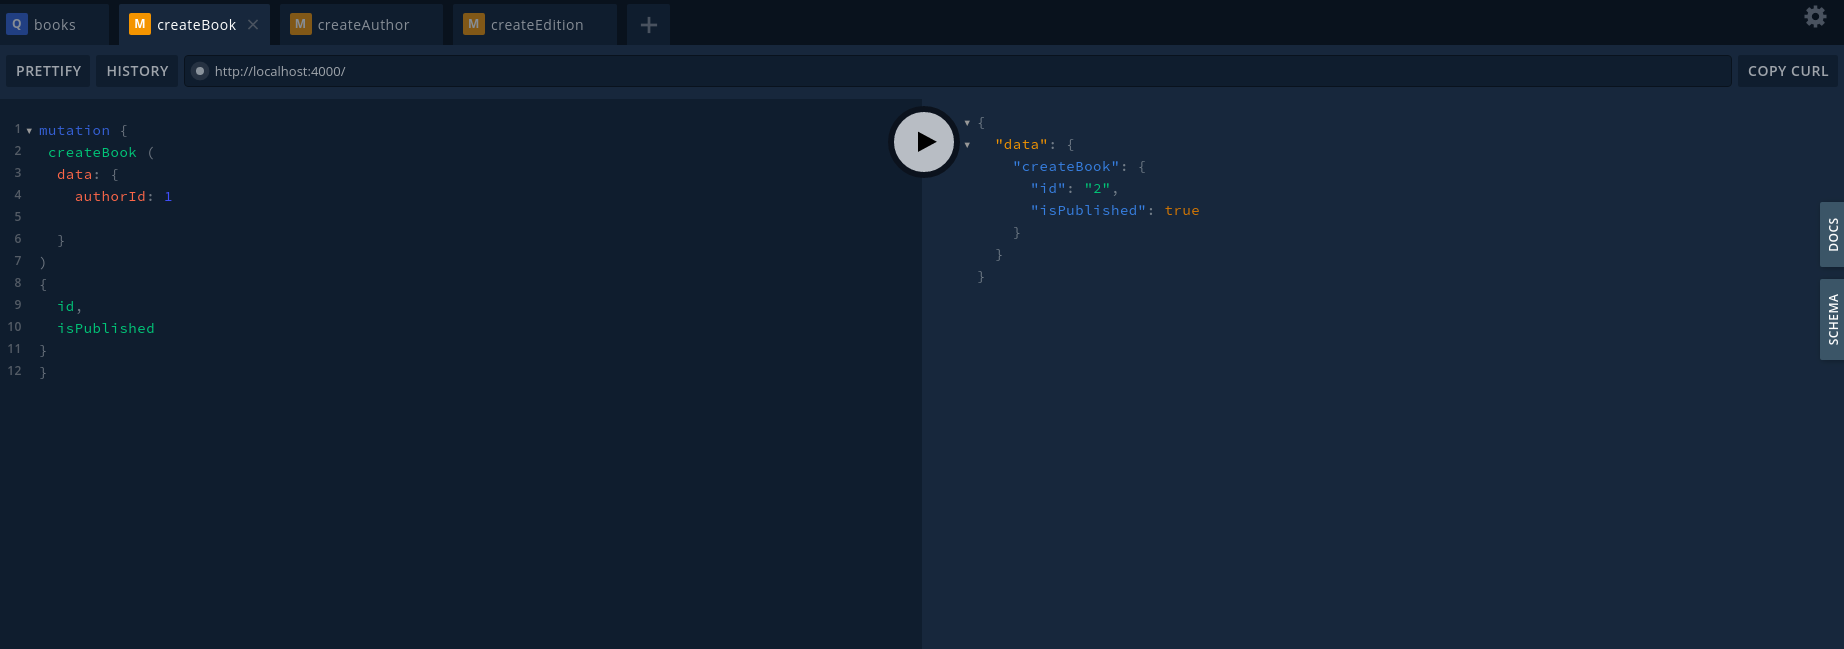 Q books M createBook × M createAuthor M createEdition +
PRETTIFY HISTORY http://localhost:4000/ COPY CURL
1 mutation {
2 createBook (
3 data: {
4 authorId: 1
5
6 }
7 )
8 {
9 id,
10 isPublished
11 }
12 }
{
"data": {
"createBook": {
"id": "2",
"isPublished": true
}
}
}
DOCS
SCHEMA